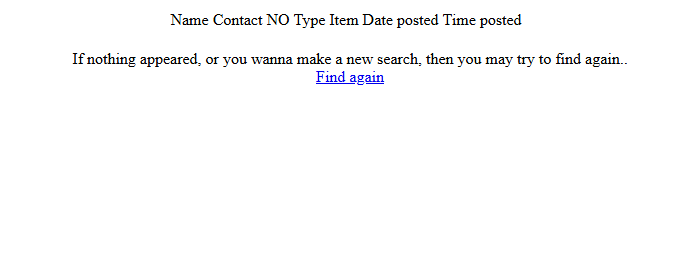 Name Contact NO Type Item Date posted Time posted
If nothing appeared, or you wanna make a new search, then you may try to find again..
Find again